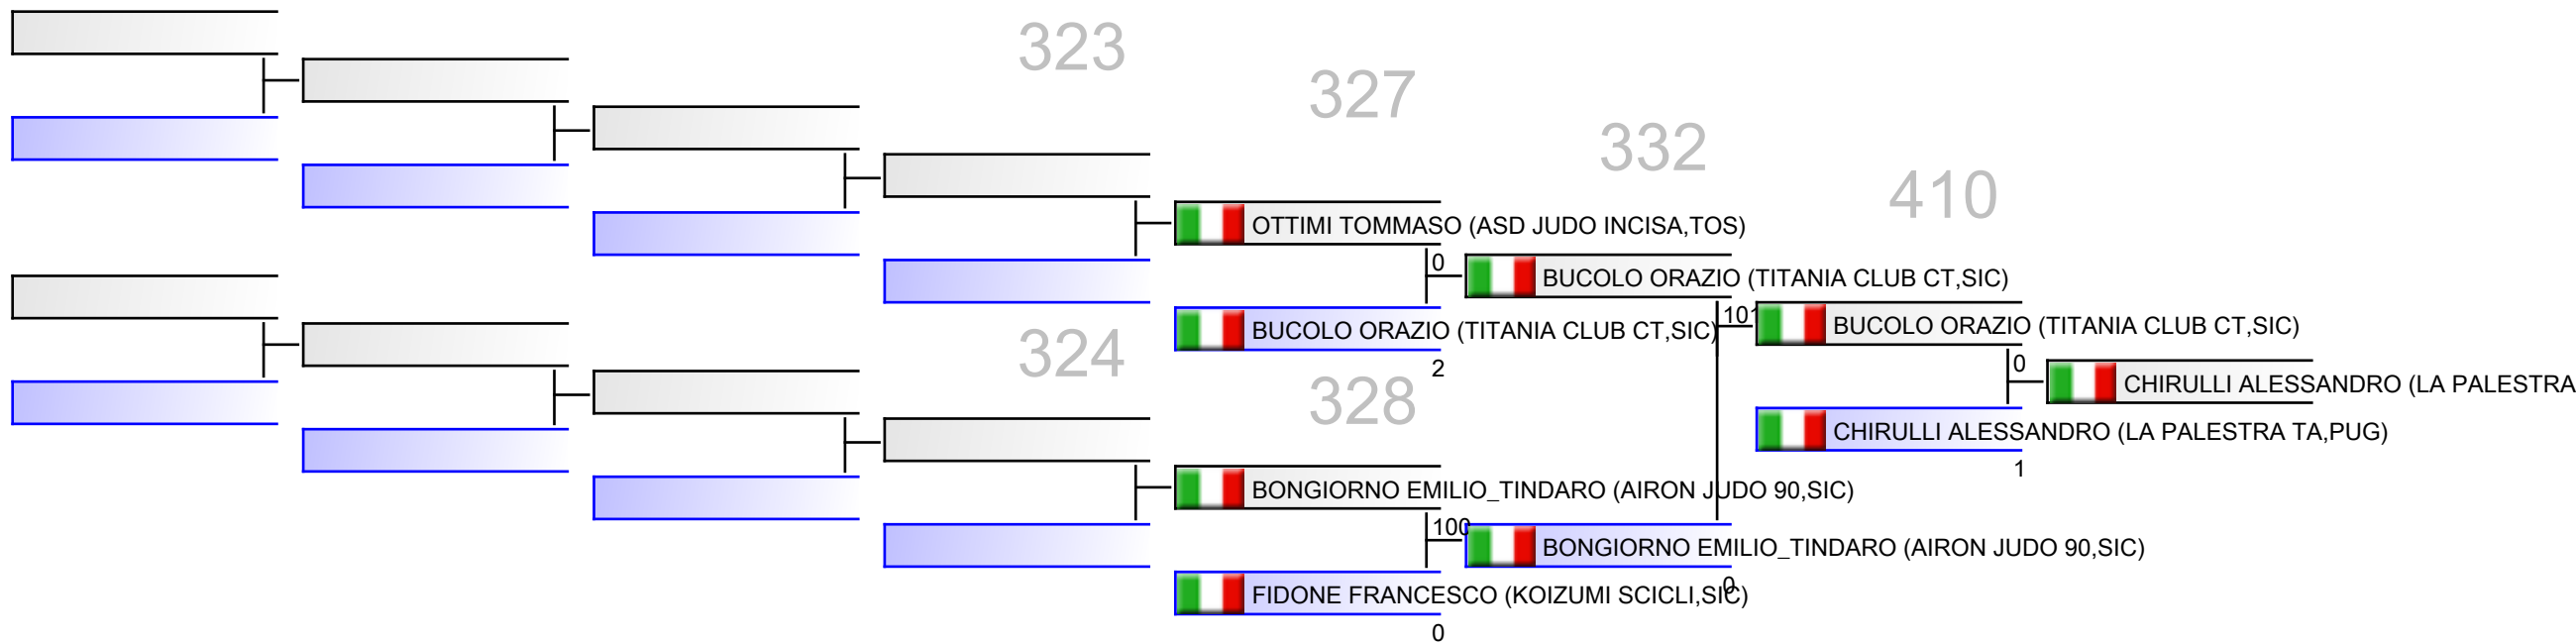 323
327
332
410
OTTIMI TOMMASO (ASD JUDO INCISA,TOS)
0
BUCOLO ORAZIO (TITANIA CLUB CT,SIC)
101
BUCOLO ORAZIO (TITANIA CLUB CT,SIC)
BUCOLO ORAZIO (TITANIA CLUB CT,SIC)
324
2
0
328
CHIRULLI ALESSANDRO (LA PALESTRA
CHIRULLI ALESSANDRO (LA PALESTRA TA,PUG)
1
BONGIORNO EMILIO_TINDARO (AIRON JUDO 90,SIC)
100
BONGIORNO EMILIO_TINDARO (AIRON JUDO 90,SIC)
0
FIDONE FRANCESCO (KOIZUMI SCICLI,SIC)
0